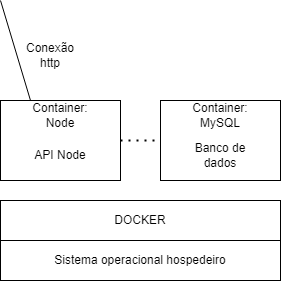 Conexão
http
Container:
Node
API Node
Container:
MySQL
Banco de
dados
DOCKER
Sistema operacional hospedeiro